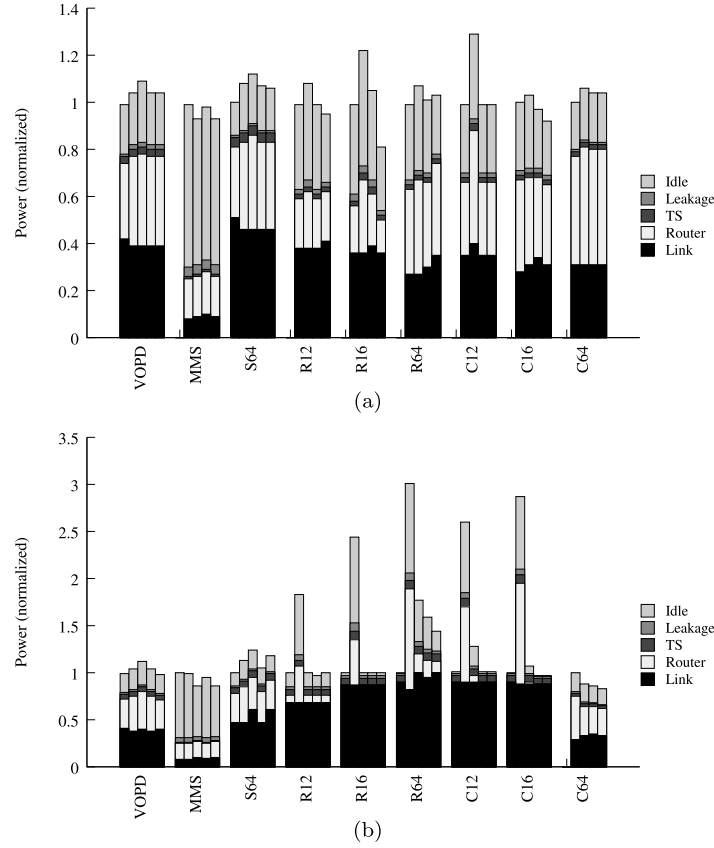 1.4
1.2
1
0.8
0.6
0.4
0.2
0
Power (normalized)
Idle
Leakage
TS
Router
Link
VOPD
MMS
S64
R12
R16
R64
C12
C16
C64
(a)
3.5
3
2.5
2
1.5
1
0.5
0
Power (normalized)
Idle
Leakage
TS
Router
Link
VOPD
MMS
S64
R12
R16
R64
C12
C16
C64
(b)